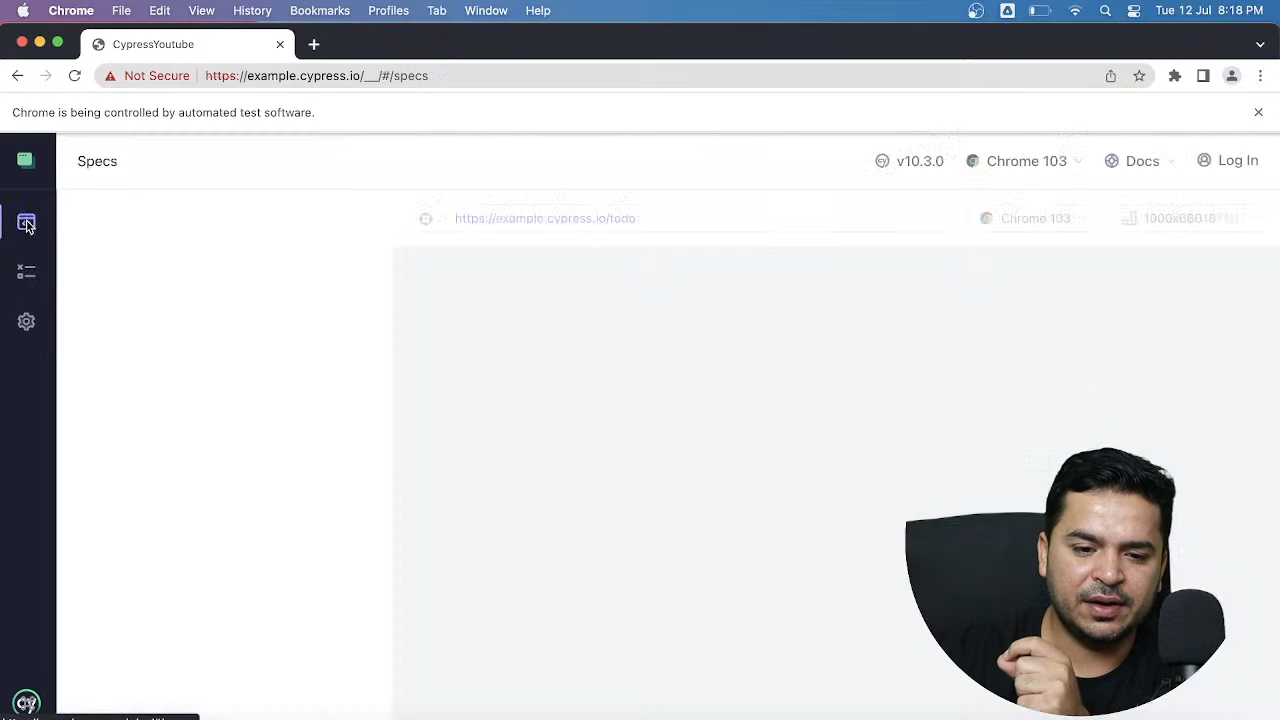 Chrome File Edit View History Bookmarks Profiles Tab Window Help Tue 12 Jul 8:18 PM
CypressYoutube
Not Secure https://example.cypress.io/__/#/specs
Chrome is being controlled by automated test software.
Specs v10.3.0 Chrome 103 Docs Log In
https://example.cypress.io/todo Chrome 103
cy